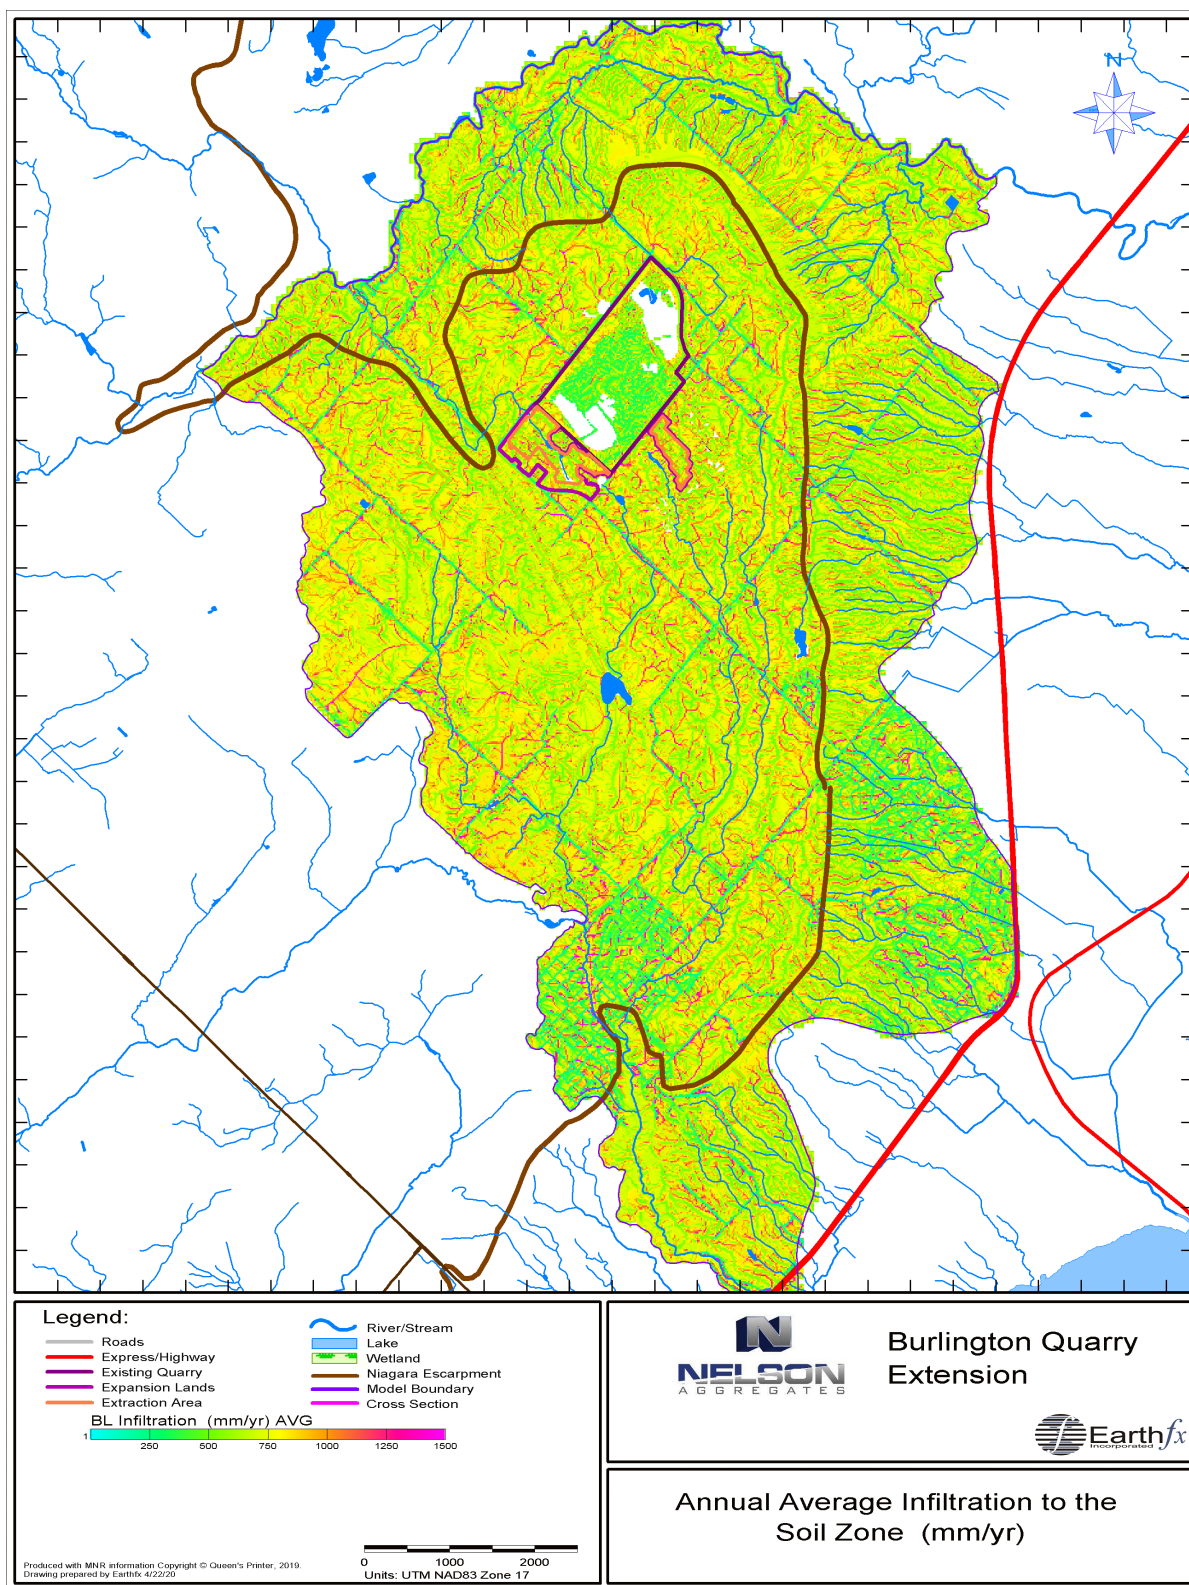 N
Legend:
Roads
Express/Highway
Existing Quarry
Expansion Lands
Extraction Area
River/Stream
Lake
Wetland
Niagara Escarpment
Model Boundary
Cross Section
BL Infiltration (mm/yr) AVG
1 250 500 750 1000 1250 1500
0 1000 2000
Units: UTM NAD83 Zone 17
Produced with MNR information Copyright © Queen's Printer, 2019.
Drawing prepared by Earthfx 4/22/20
N
NELSON
AGGREGATES
Burlington Quarry
Extension
Earthfx
Incorporated
Annual Average Infiltration to the
Soil Zone (mm/yr)